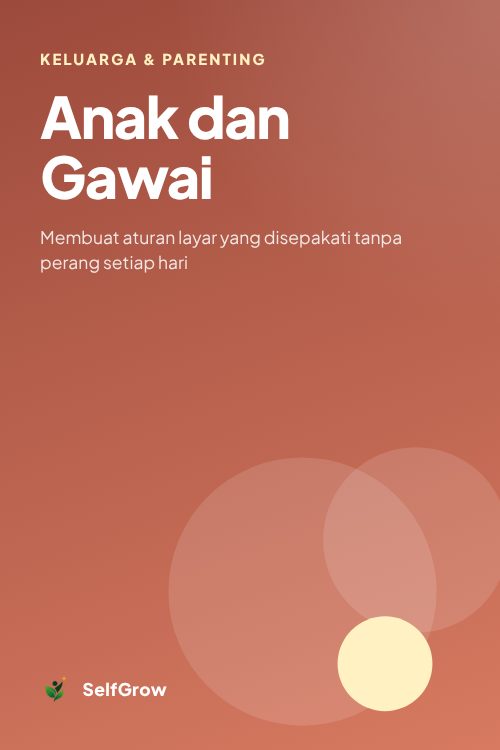 KELUARGA & PARENTING
Anak dan
Gawai
Membuat aturan layar yang disepakati tanpa
perang setiap hari
SelfGrow